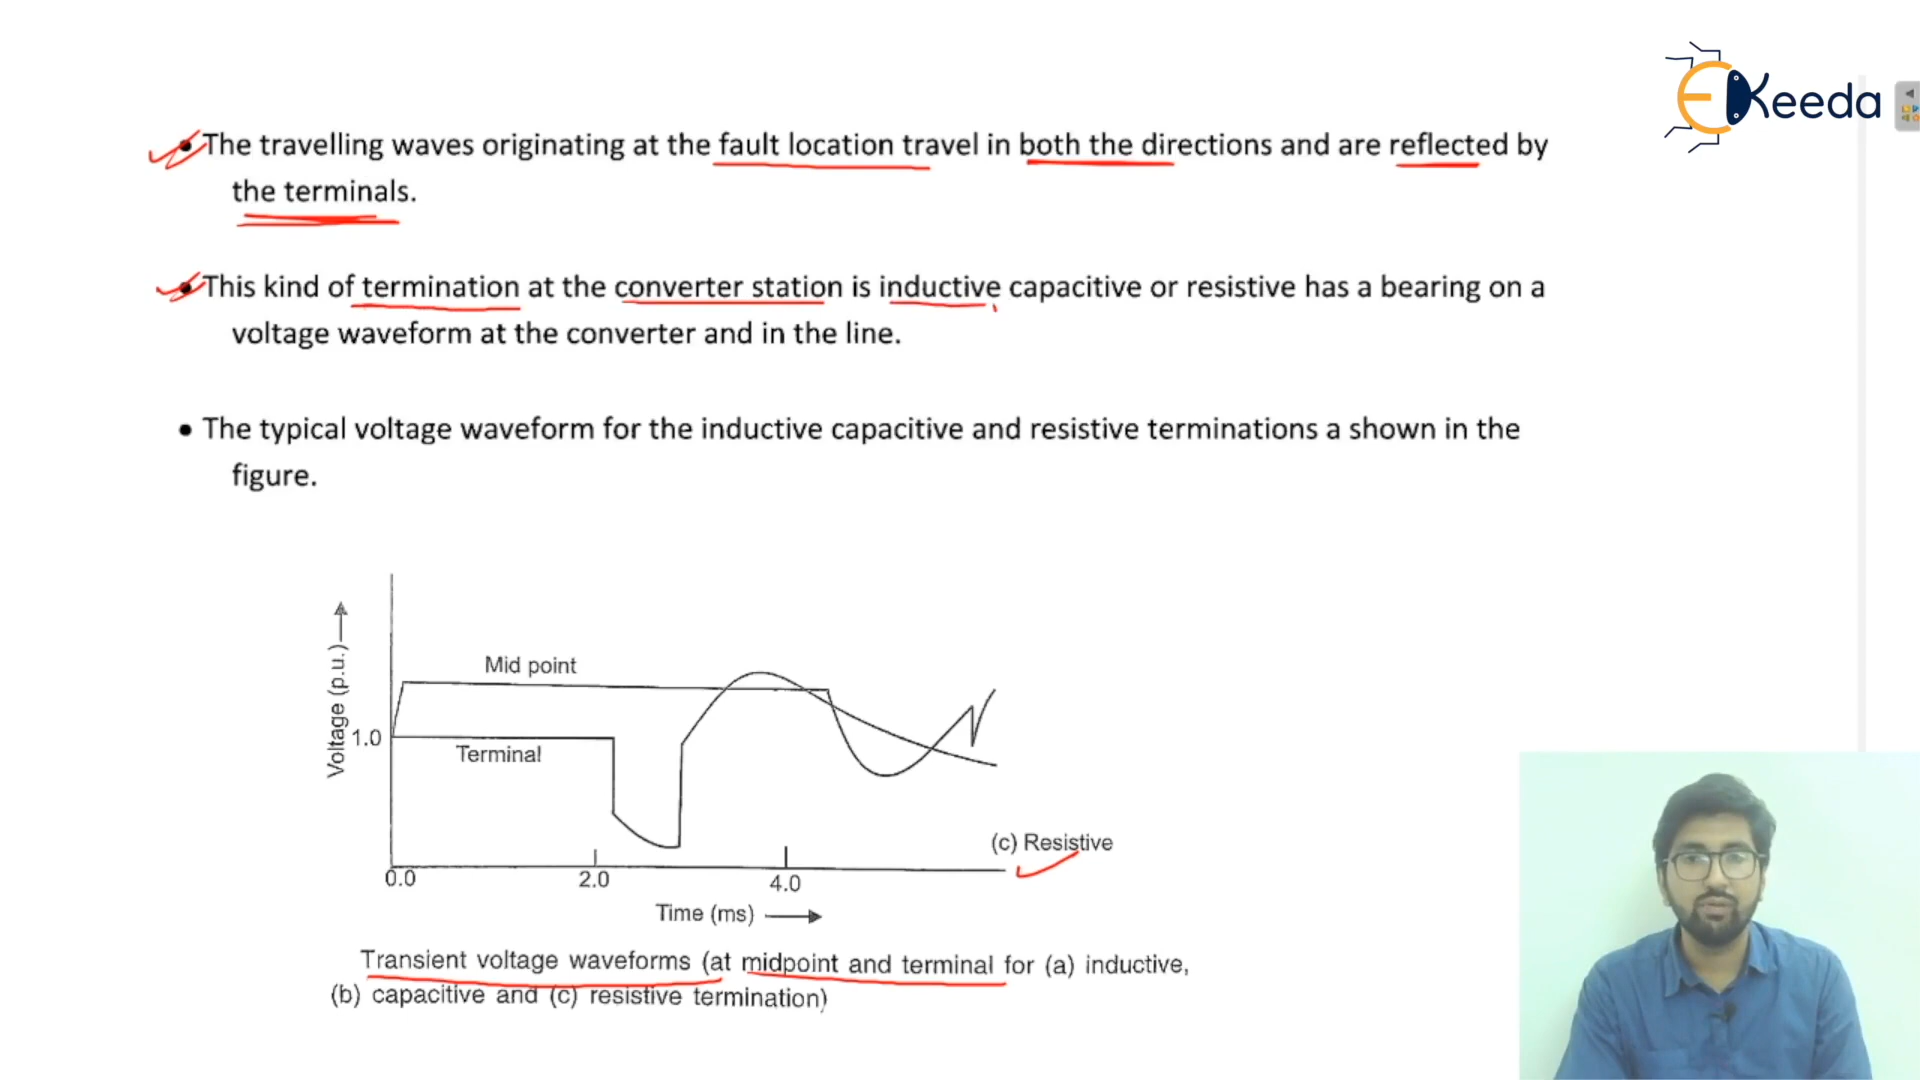 EKeeda
The travelling waves originating at the fault location travel in both the directions and are reflected by
the terminals.
This kind of termination at the converter station is inductive capacitive or resistive has a bearing on a
voltage waveform at the converter and in the line.
The typical voltage waveform for the inductive capacitive and resistive terminations a shown in the
figure.
Voltage (p.u.)
Mid point
1.0
Terminal
(c) Resistive
0.0 2.0 4.0
Time (ms)
Transient voltage waveforms (at midpoint and terminal for (a) inductive,
(b) capacitive and (c) resistive termination)